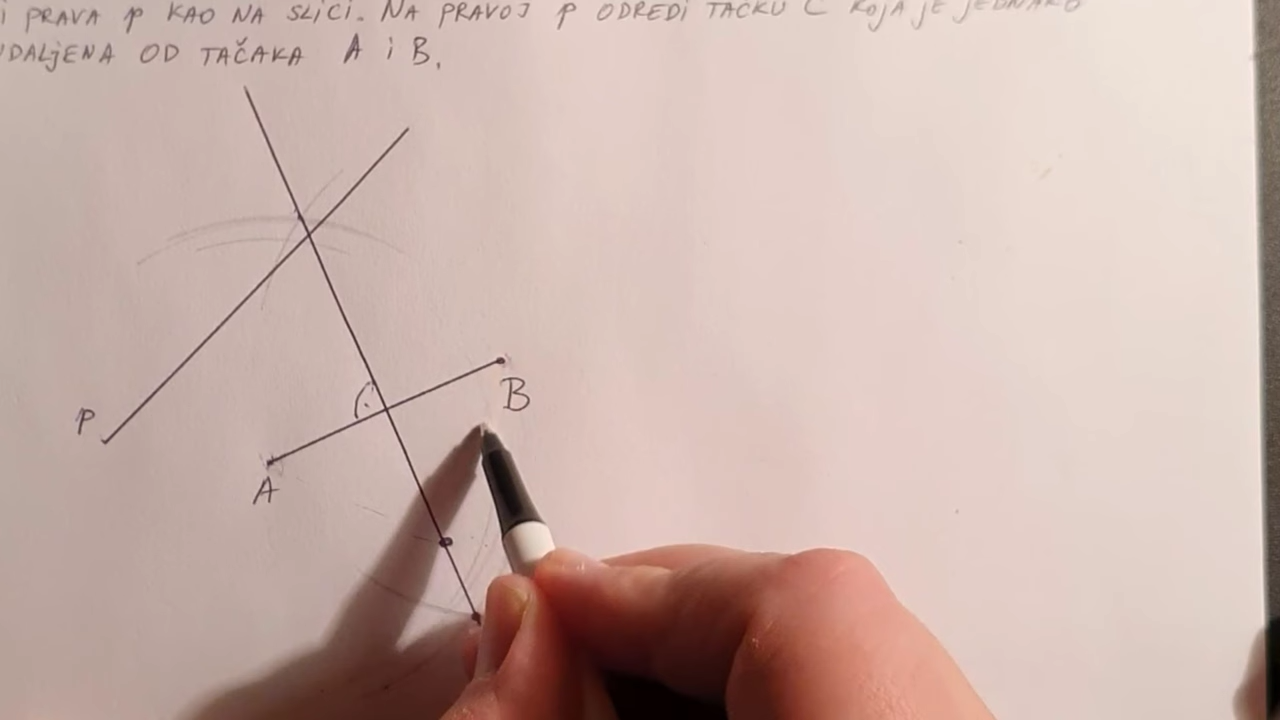 i PRAVA p KAO NA SLICI. NA PRAVOJ p ODREDI TAČKU C KOJA JE JEDNAKO
UDALjENA OD TAČAKA A i B.
P
B
A